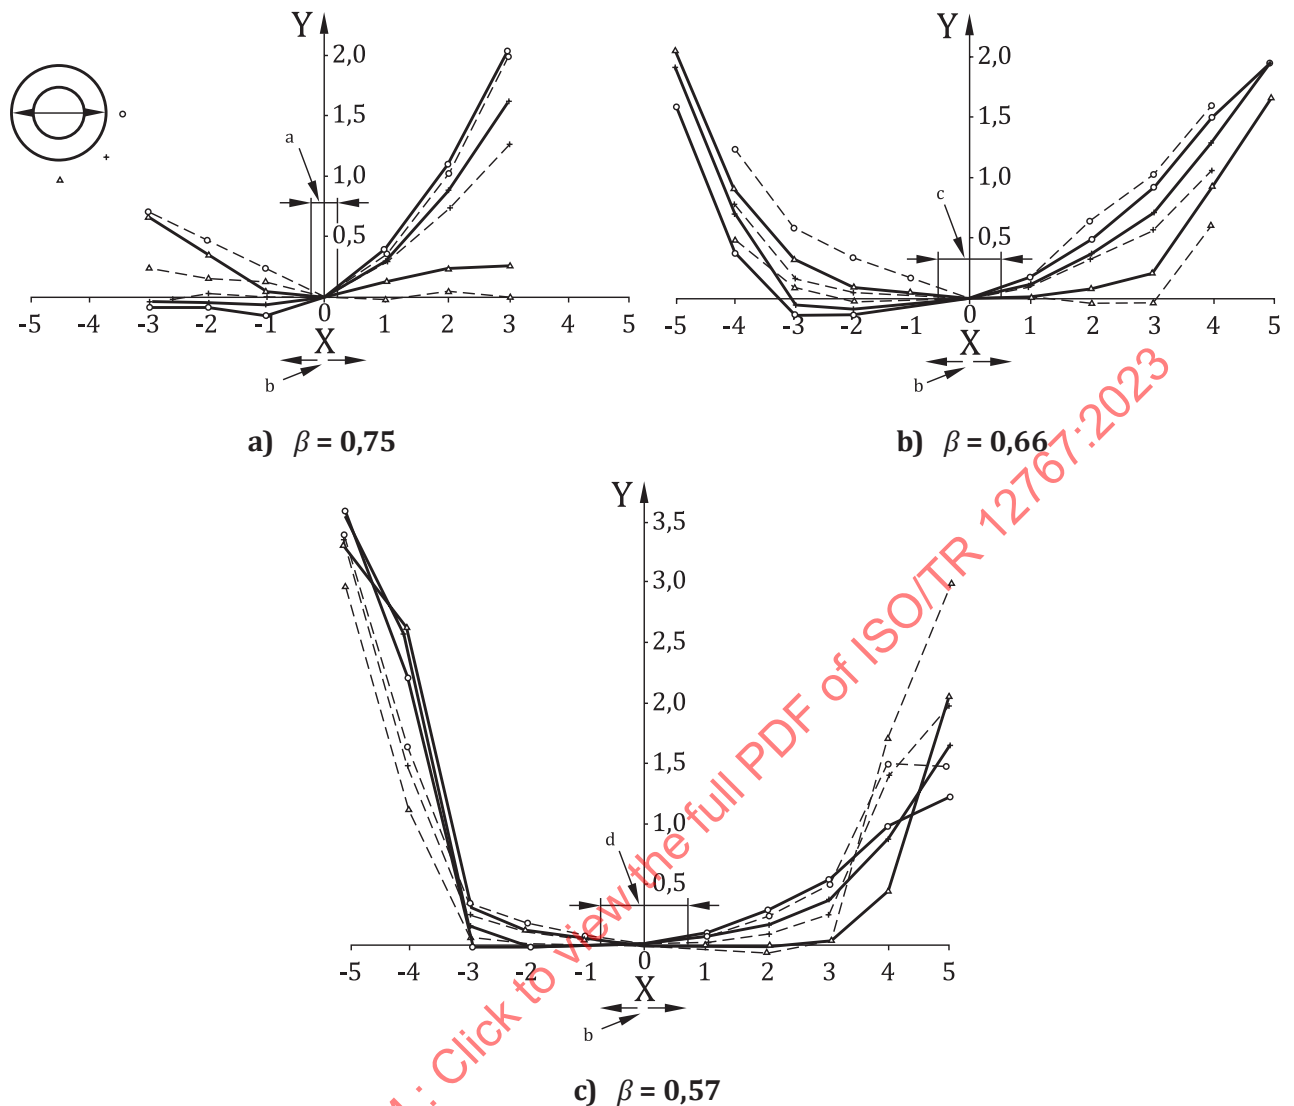 Y
2,0
1,5
1,0
0,5
a
-5 -4 -3 -2 -1 0 1 2 3 4 5
X
b
a) β = 0,75
Y
2,0
1,5
1,0
0,5
c
-5 -4 -3 -2 -1 0 1 2 3 4 5
X
b
b) β = 0,66
Y
3,5
3,0
2,5
2,0
1,5
1,0
0,5
d
-5 -4 -3 -2 -1 0 1 2 3 4 5
X
b
c) β = 0,57
: Click to view the full PDF of ISO/TR 12767:2023